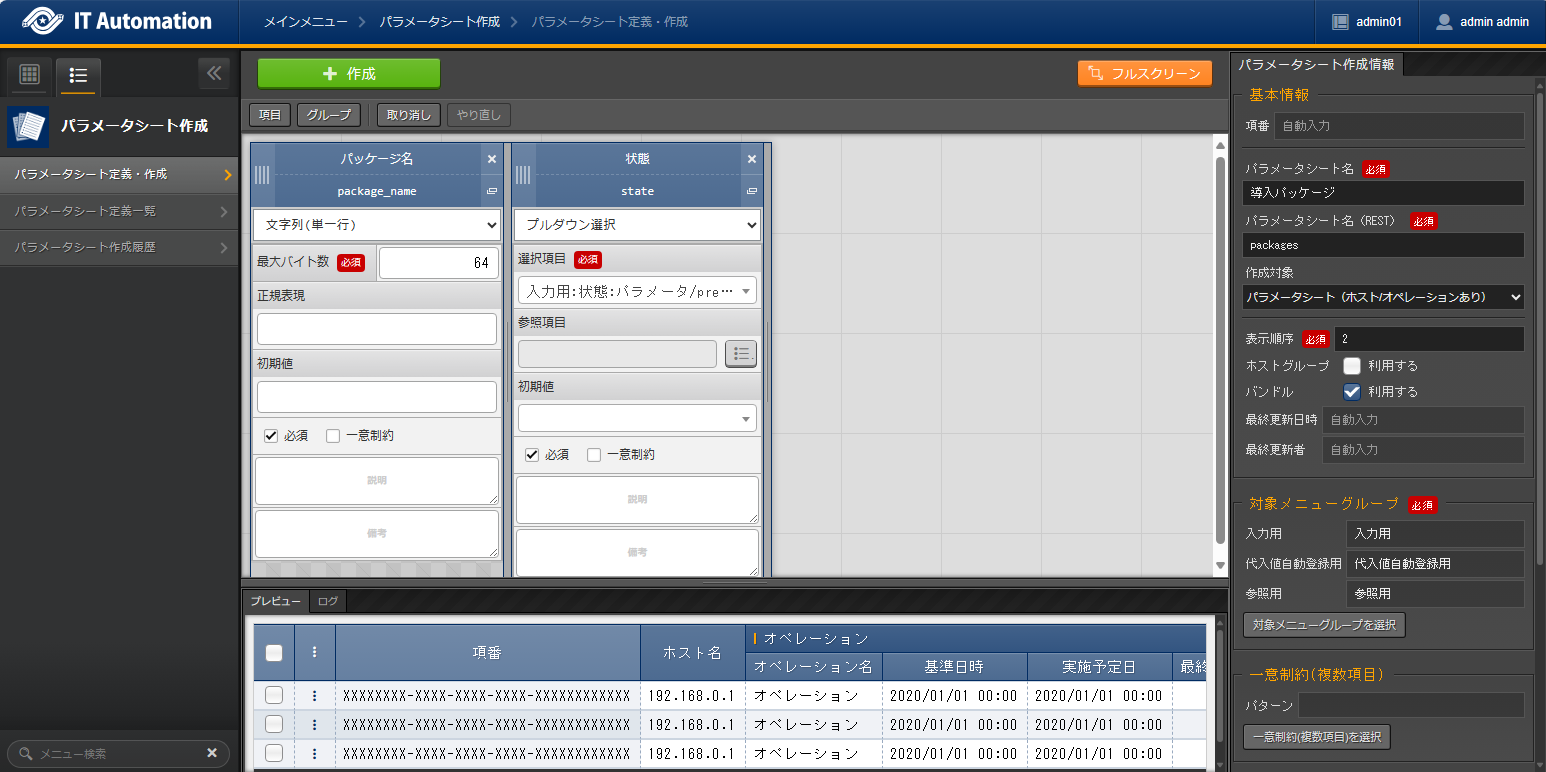 IT Automation
メインメニュー
パラメータシート作成
パラメータシート定義・作成
admin01
admin admin
パラメータシート作成
パラメータシート定義・作成
パラメータシート定義一覧
パラメータシート作成履歴
メニュー検索
作成
フルスクリーン
項目
グループ
取り消し
やり直し
パッケージ名
package_name
文字列(単一行)
最大バイト数 必須 64
正規表現
初期値
必須 一意制約
説明
備考
状態
state
プルダウン選択
選択項目 必須
入力用:状態:パラメータ/pre…
参照項目
初期値
必須 一意制約
説明
備考
プレビュー ログ
項番 ホスト名 オペレーション
オペレーション名 基準日時 実施予定日 最終
XXXXXXXX-XXXX-XXXX-XXXX-XXXXXXXXXXXX 192.168.0.1 オペレーション 2020/01/01 00:00 2020/01/01 00:00
XXXXXXXX-XXXX-XXXX-XXXX-XXXXXXXXXXXX 192.168.0.1 オペレーション 2020/01/01 00:00 2020/01/01 00:00
XXXXXXXX-XXXX-XXXX-XXXX-XXXXXXXXXXXX 192.168.0.1 オペレーション 2020/01/01 00:00 2020/01/01 00:00
パラメータシート作成情報
基本情報
項番 自動入力
パラメータシート名 必須
導入パッケージ
パラメータシート名(REST) 必須
packages
作成対象
パラメータシート(ホスト/オペレーションあり)
表示順序 必須 2
ホストグループ 利用する
バンドル 利用する
最終更新日時 自動入力
最終更新者 自動入力
対象メニューグループ 必須
入力用 入力用
代入値自動登録用 代入値自動登録用
参照用 参照用
対象メニューグループを選択
一意制約(複数項目)
パターン
一意制約(複数項目)を選択